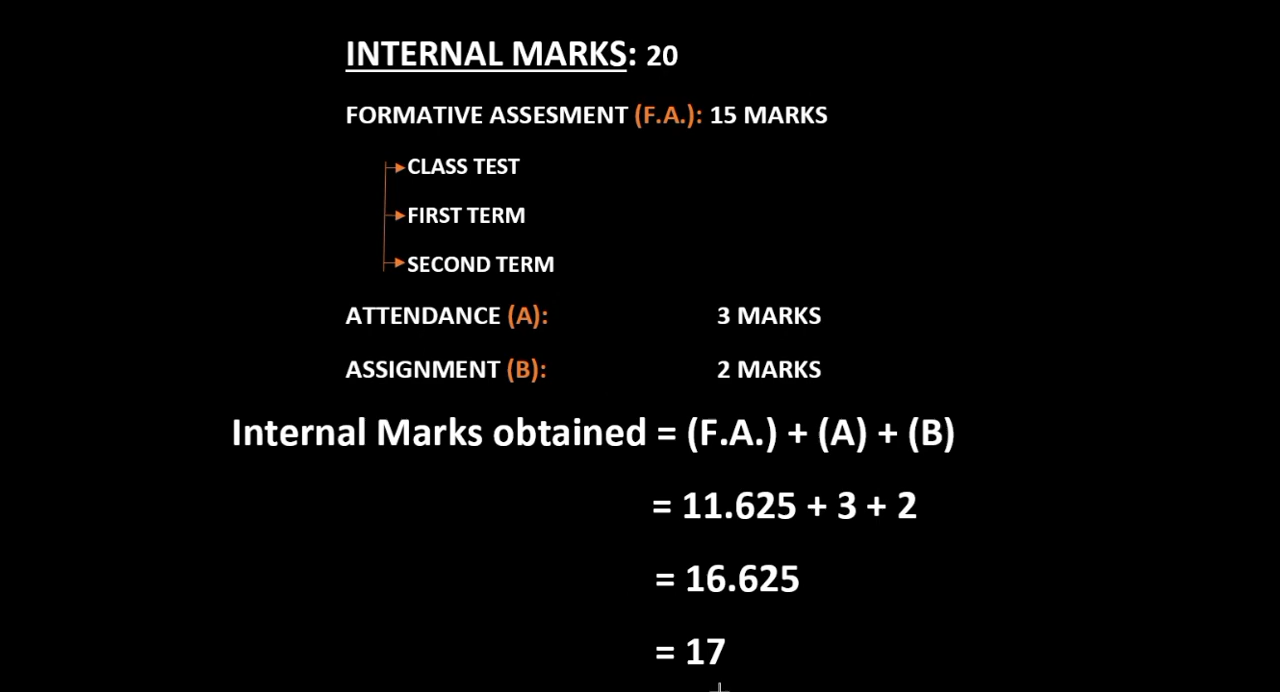 INTERNAL MARKS: 20
FORMATIVE ASSESMENT (F.A.): 15 MARKS
CLASS TEST
FIRST TERM
SECOND TERM
ATTENDANCE (A): 3 MARKS
ASSIGNMENT (B): 2 MARKS
Internal Marks obtained = (F.A.) + (A) + (B)
= 11.625 + 3 + 2
= 16.625
= 17